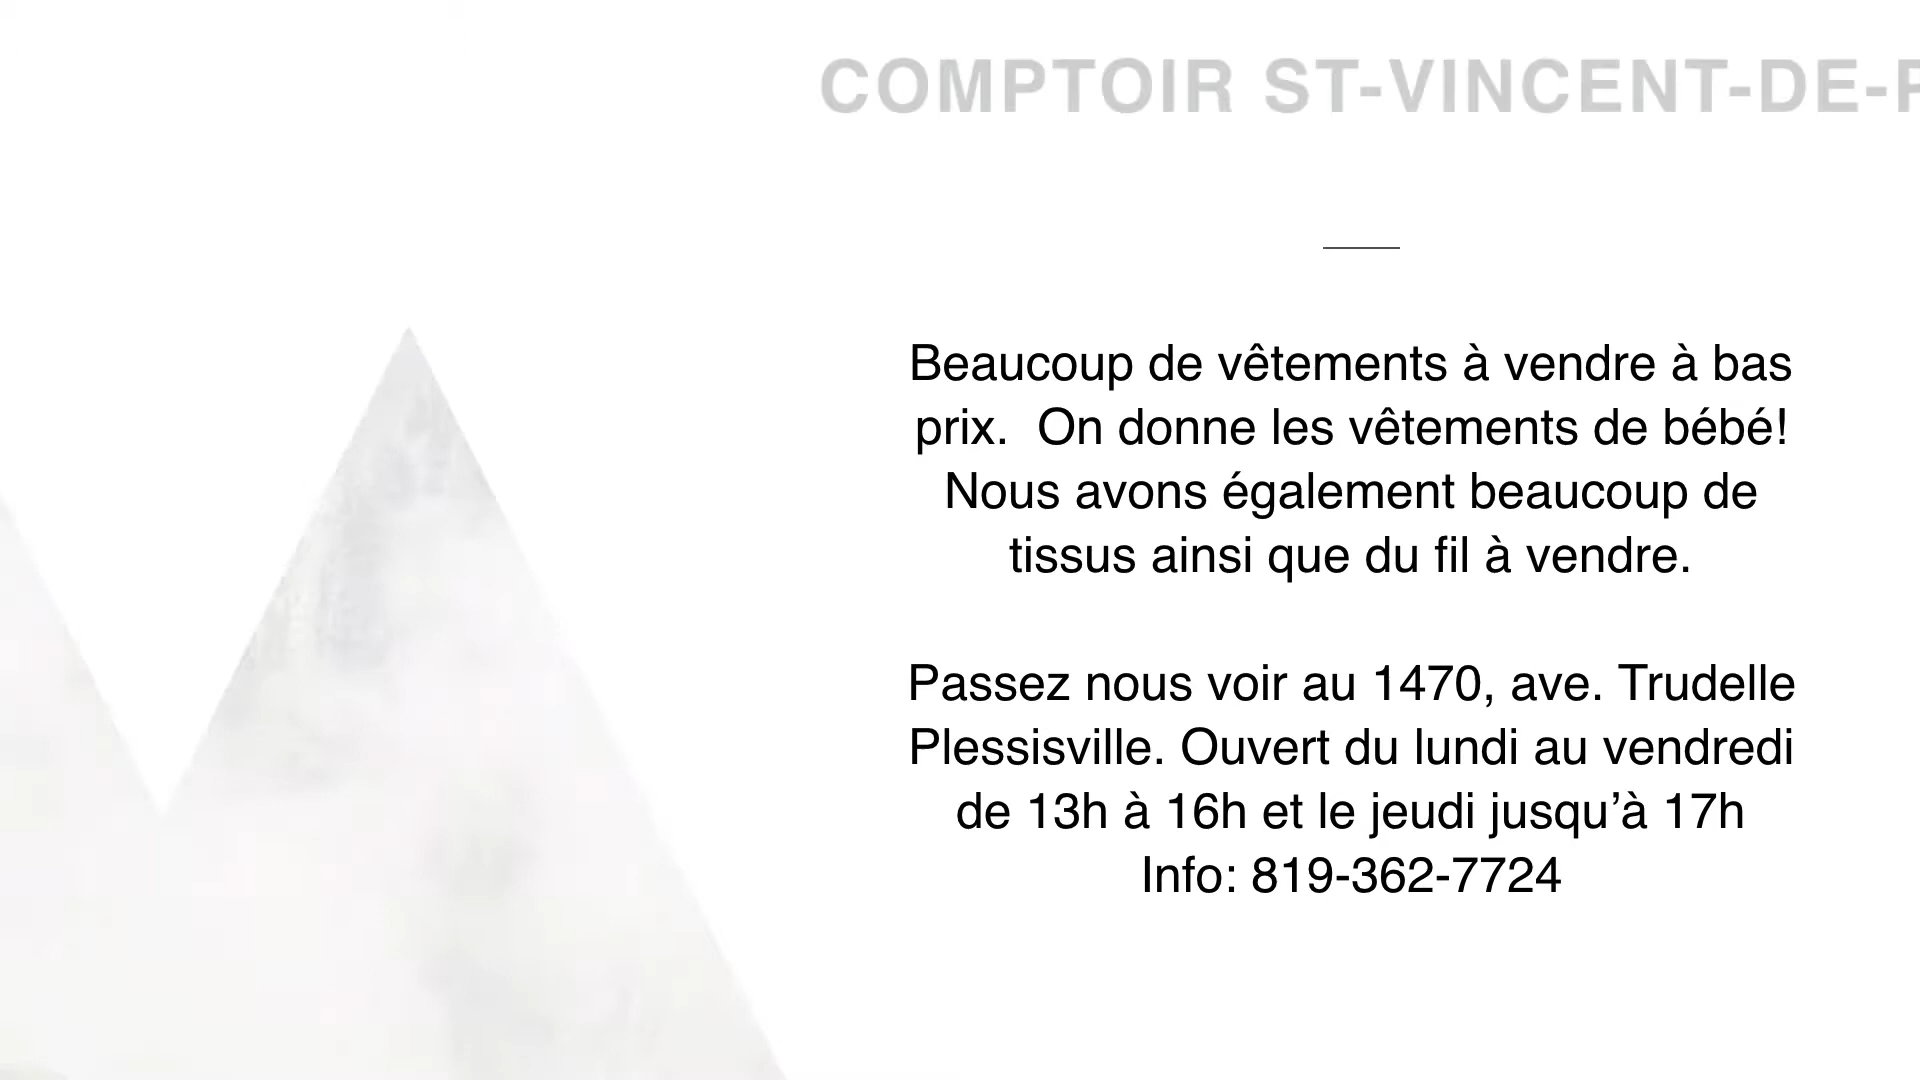 COMPTOIR ST-VINCENT-DE-
Beaucoup de vêtements à vendre à bas
prix.  On donne les vêtements de bébé!
Nous avons également beaucoup de
tissus ainsi que du fil à vendre.
Passez nous voir au 1470, ave. Trudelle
Plessisville. Ouvert du lundi au vendredi
de 13h à 16h et le jeudi jusqu’à 17h
Info: 819-362-7724